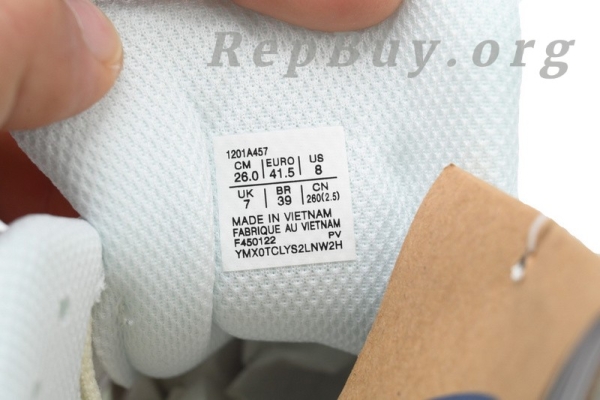 RepBuy.org
1201A457
CM EURO US
26.0 41.5 8
UK BR CN
7 39 260(2.5)
MADE IN VIETNAM
FABRIQUE AU VIETNAM
F450122 PV
YMX0TCLYS2LNW2H